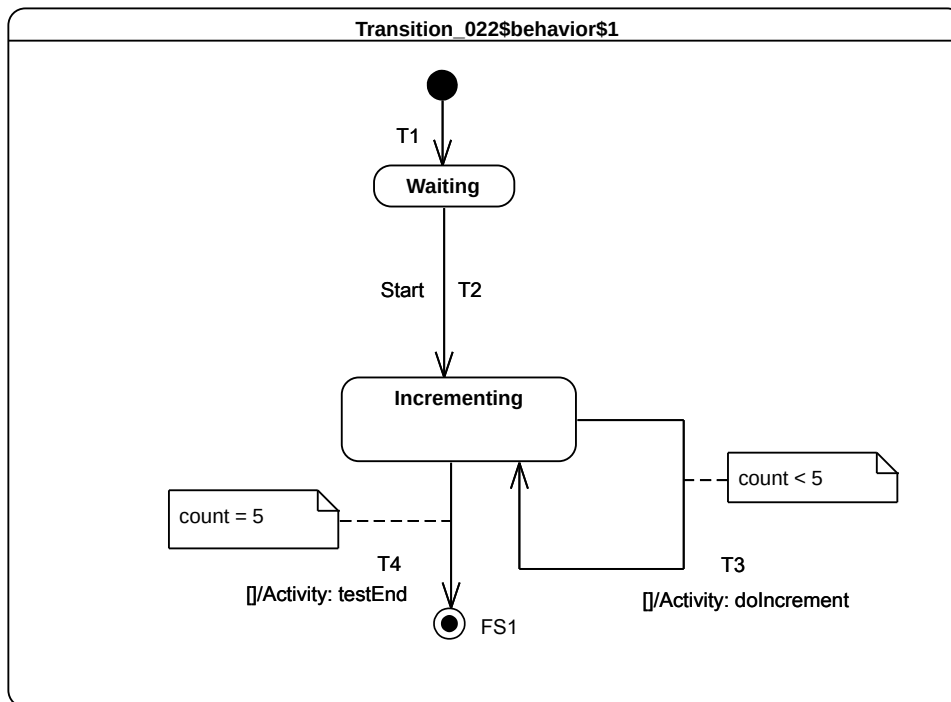 Transition_022$behavior$1
T1
Waiting
Start T2
Incrementing
count < 5
count = 5
T4
[]/Activity: testEnd
T3
[]/Activity: doIncrement
FS1